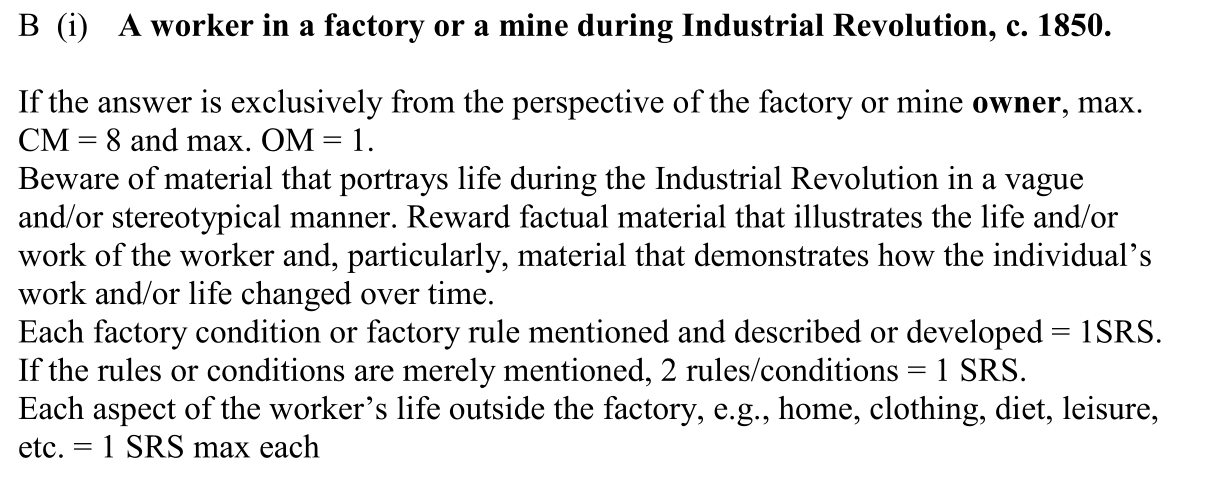 B (i) A worker in a factory or a mine during Industrial Revolution, c. 1850.
If the answer is exclusively from the perspective of the factory or mine owner, max.
CM = 8 and max. OM = 1.
Beware of material that portrays life during the Industrial Revolution in a vague
and/or stereotypical manner. Reward factual material that illustrates the life and/or
work of the worker and, particularly, material that demonstrates how the individual’s
work and/or life changed over time.
Each factory condition or factory rule mentioned and described or developed = 1SRS.
If the rules or conditions are merely mentioned, 2 rules/conditions = 1 SRS.
Each aspect of the worker’s life outside the factory, e.g., home, clothing, diet, leisure,
etc. = 1 SRS max each